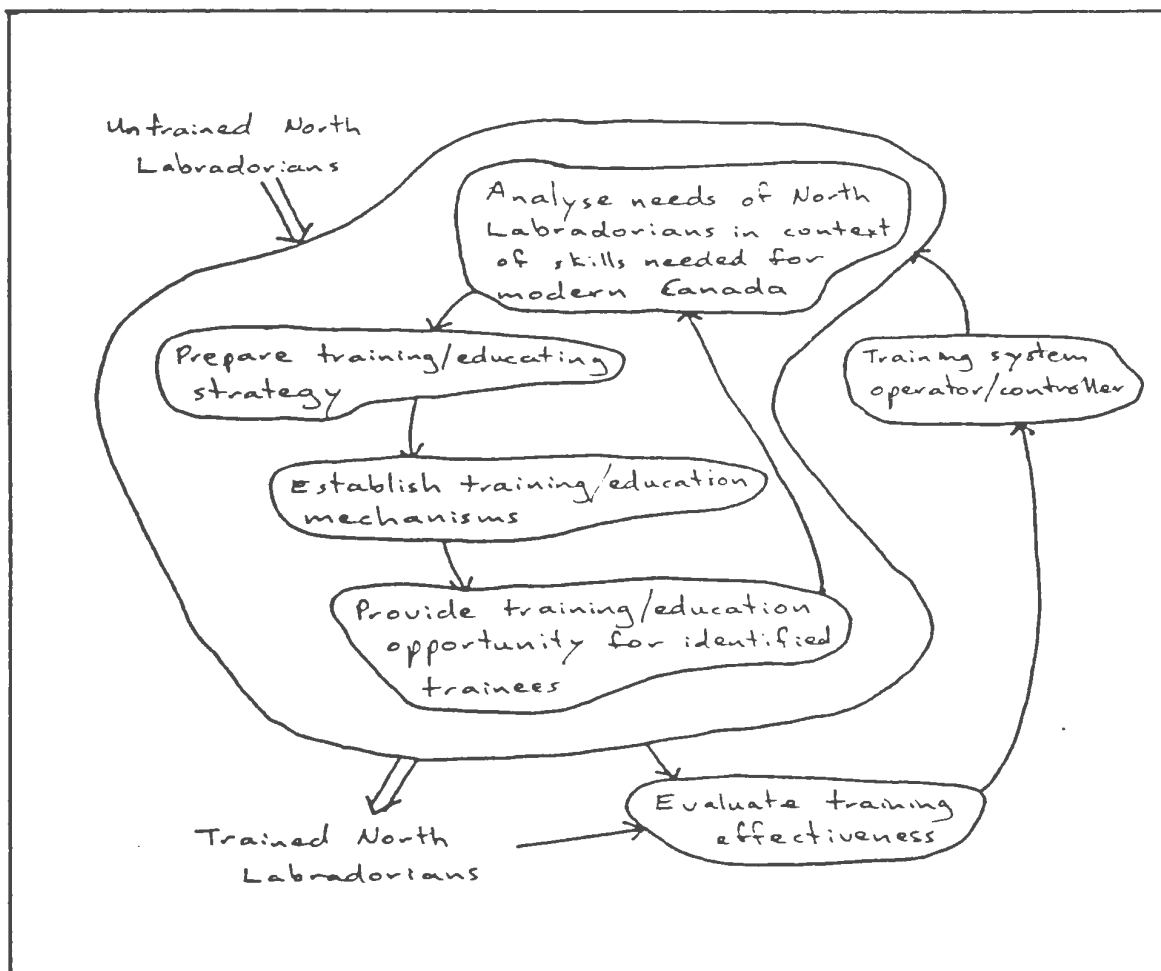 Untrained North
Labradorians
Analyse needs of North
Labradorians in context
of skills needed for
modern Canada
Prepare training/educating
strategy
Training system
operator/controller
Establish training/education
mechanisms
Provide training/education
opportunity for identified
trainees
Evaluate training
effectiveness
Trained North
Labradorians